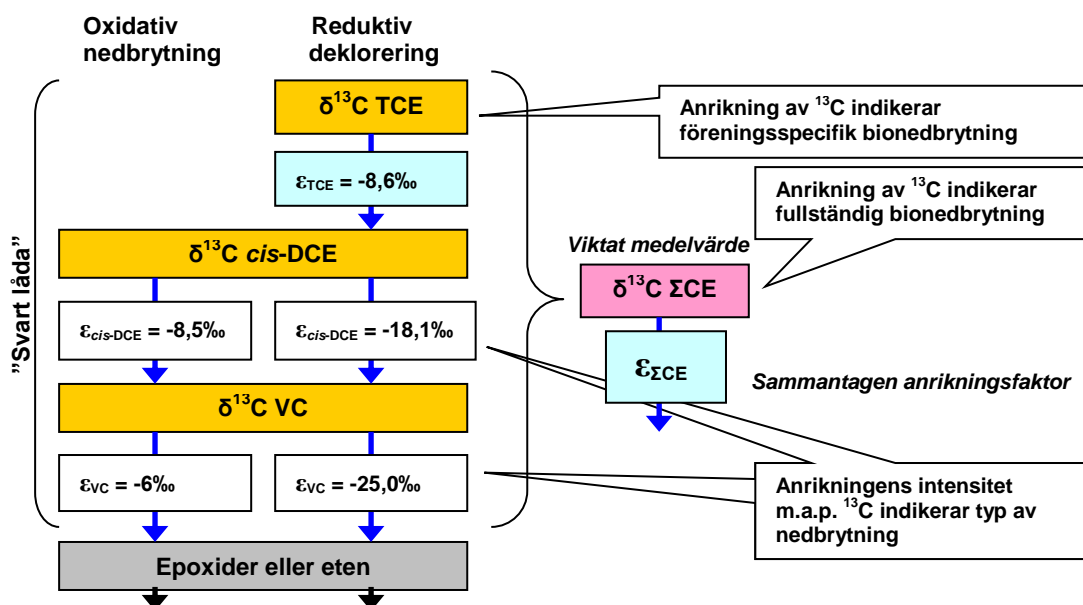 Oxidativ
nedbrytning
Reduktiv
deklorering
δ¹³C TCE
Anrikning av ¹³C indikerar
föreningsspecifik bionedbrytning
εTCE = -8,6‰
Anrikning av ¹³C indikerar
fullständig bionedbrytning
δ¹³C cis-DCE
Viktat medelvärde
δ¹³C ΣCE
"Svart låda"
εcis-DCE = -8,5‰
εcis-DCE = -18,1‰
εΣCE
Sammantagen anrikningsfaktor
δ¹³C VC
εVC = -6‰
εVC = -25,0‰
Anrikningens intensitet
m.a.p. ¹³C indikerar typ av
nedbrytning
Epoxider eller eten